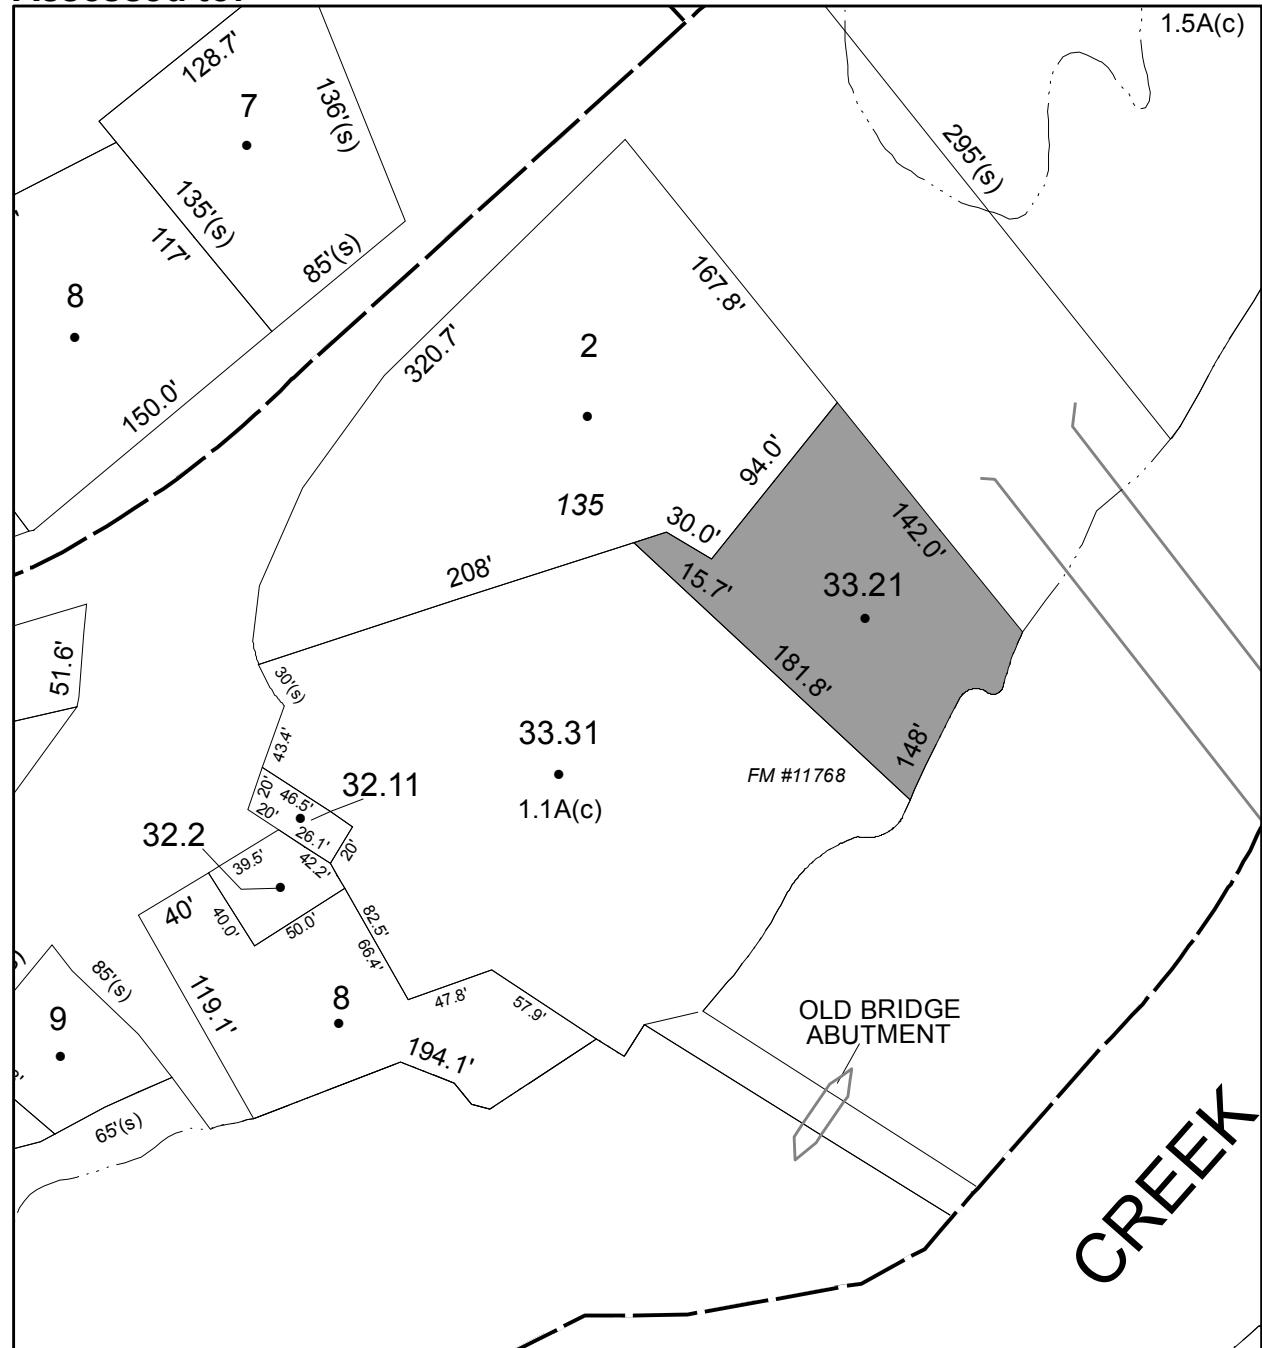 Assessed to:
1.5A(c)
128.7'
7
136'(s)
295'(s)
135'(s)
117'
85'(s)
167.8'
8
2
320.7'
150.0'
94.0'
135
30.0'
142.0'
208'
15.7'
33.21
51.6'
30'(s)
181.8'
43.4'
33.31
148'
FM #11768
20'
46.5'
32.11
1.1A(c)
20'
26.1'
32.2
20'
39.5'
42.2'
40'
40.0'
50.0'
82.5'
66.4'
85'(s)
119.1'
8
47.8'
57.9'
9
OLD BRIDGE
ABUTMENT
194.1'
65'(s)
CREEK